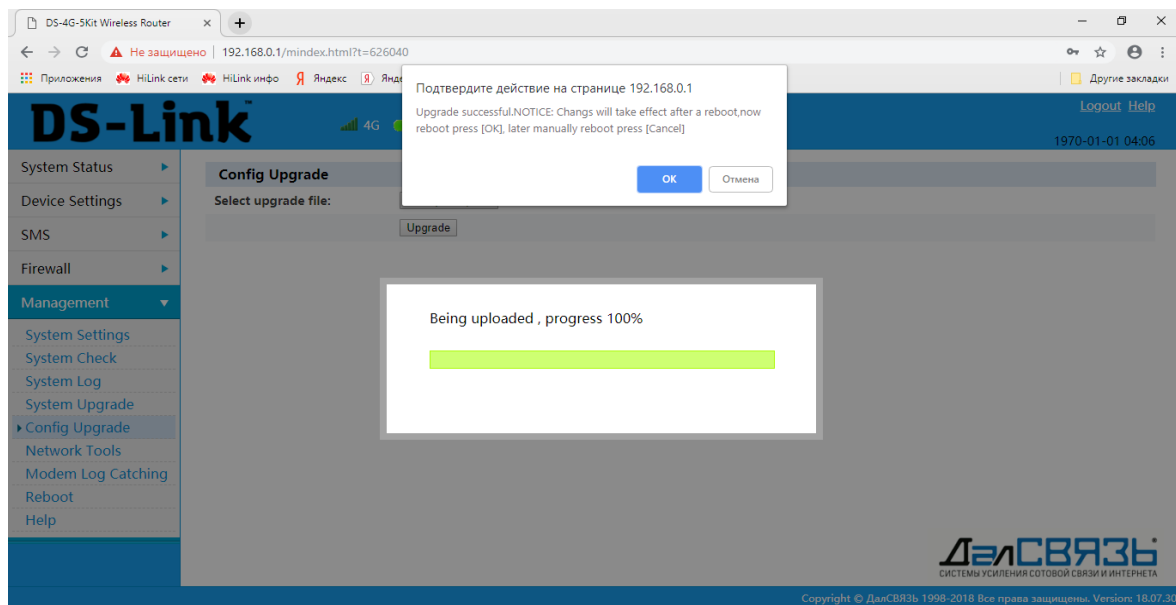 DS-4G-5Kit Wireless Router
Не защищено | 192.168.0.1/mindex.html?t=626040
Приложения HiLink сети HiLink инфо Яндекс Янде Другие закладки
Подтвердите действие на странице 192.168.0.1
Upgrade successful.NOTICE: Changs will take effect after a reboot,now
reboot press [OK], later manually reboot press [Cancel]
ОК Отмена
DS-Link
4G
Logout Help
1970-01-01 04:06
System Status
Device Settings
SMS
Firewall
Management
System Settings
System Check
System Log
System Upgrade
Config Upgrade
Network Tools
Modem Log Catching
Reboot
Help
Config Upgrade
Select upgrade file:
Upgrade
Being uploaded , progress 100%
ДалСВЯЗЬ
СИСТЕМЫ УСИЛЕНИЯ СОТОВОЙ СВЯЗИ И ИНТЕРНЕТА
Copyright © ДалСВЯЗЬ 1998-2018 Все права защищены. Version: 18.07.30